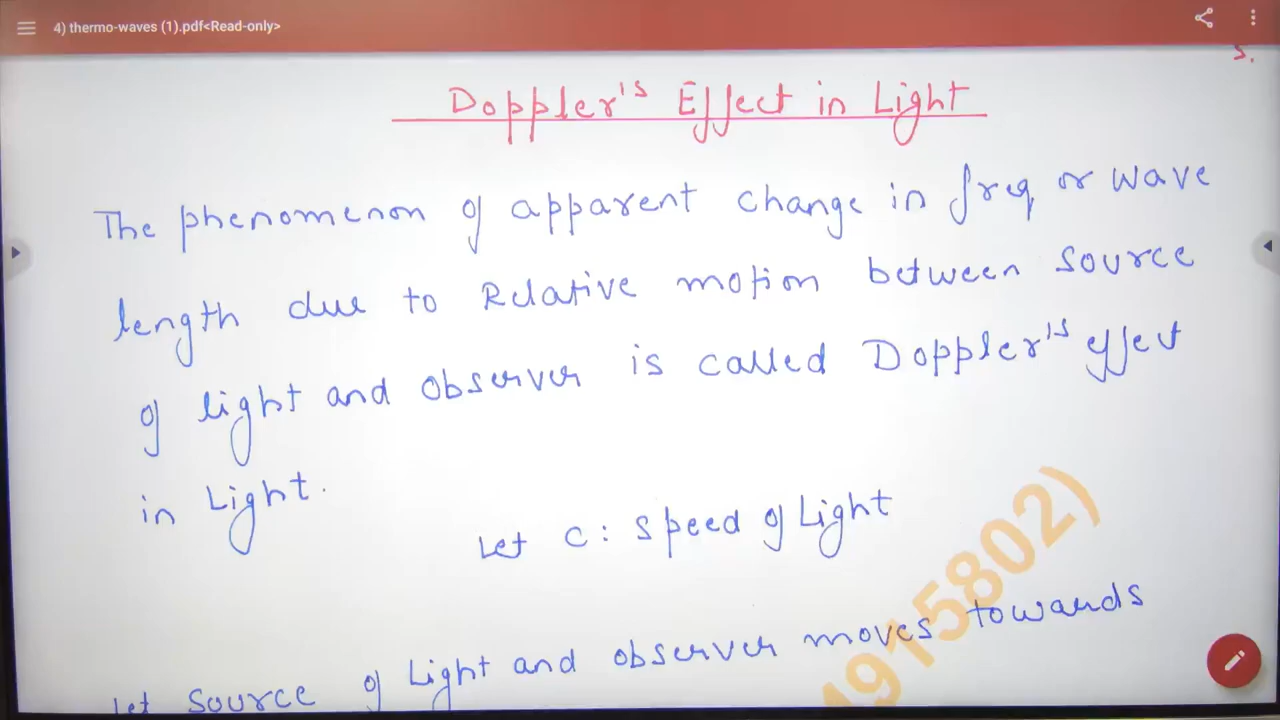 4) thermo-waves (1).pdf<Read-only>
s.
Doppler's Effect in Light
The phenomenon of apparent change in freq or wave
length due to Relative motion between source
of light and observer is called Doppler's effect
in Light.
Let c: speed of Light
Let source of Light and observer moves towards
4915802)